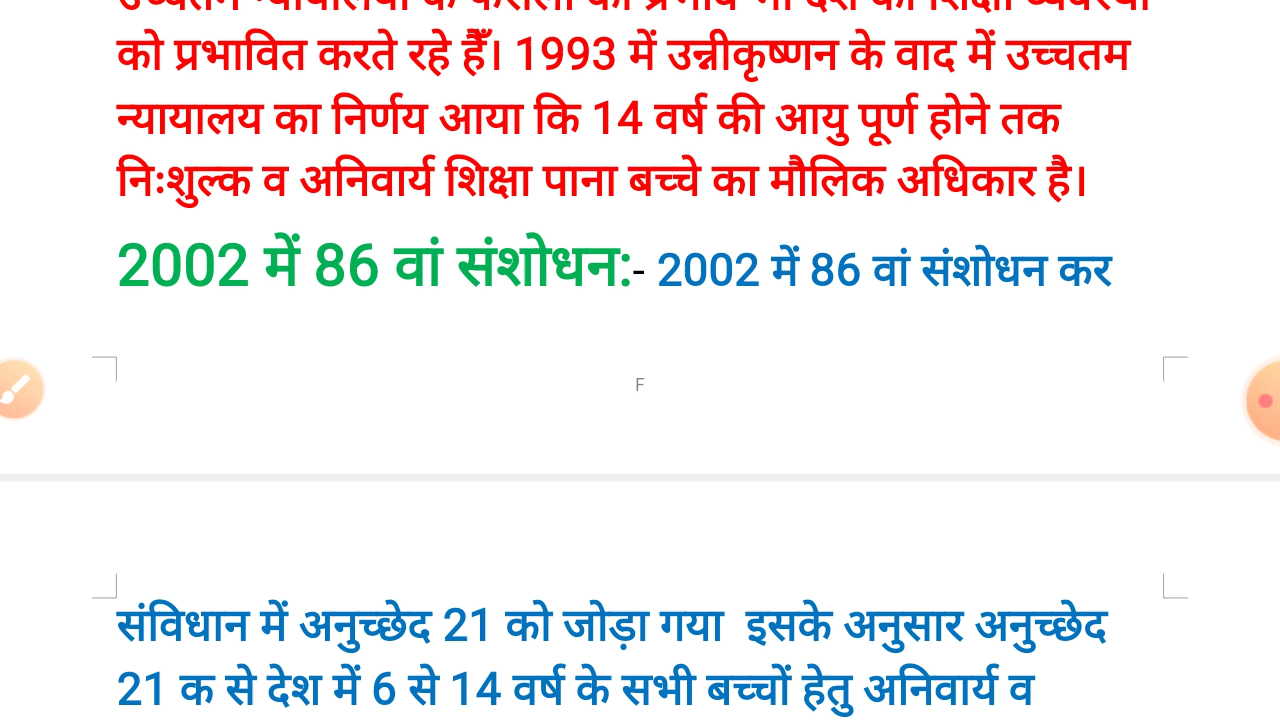 को प्रभावित करते रहे हैँ। 1993 में उन्नीकृष्णन के वाद में उच्चतम
न्यायालय का निर्णय आया कि 14 वर्ष की आयु पूर्ण होने तक
निःशुल्क व अनिवार्य शिक्षा पाना बच्चे का मौलिक अधिकार है।
2002 में 86 वां संशोधन:- 2002 में 86 वां संशोधन कर
F
संविधान में अनुच्छेद 21 को जोड़ा गया इसके अनुसार अनुच्छेद
21 क से देश में 6 से 14 वर्ष के सभी बच्चों हेतु अनिवार्य व